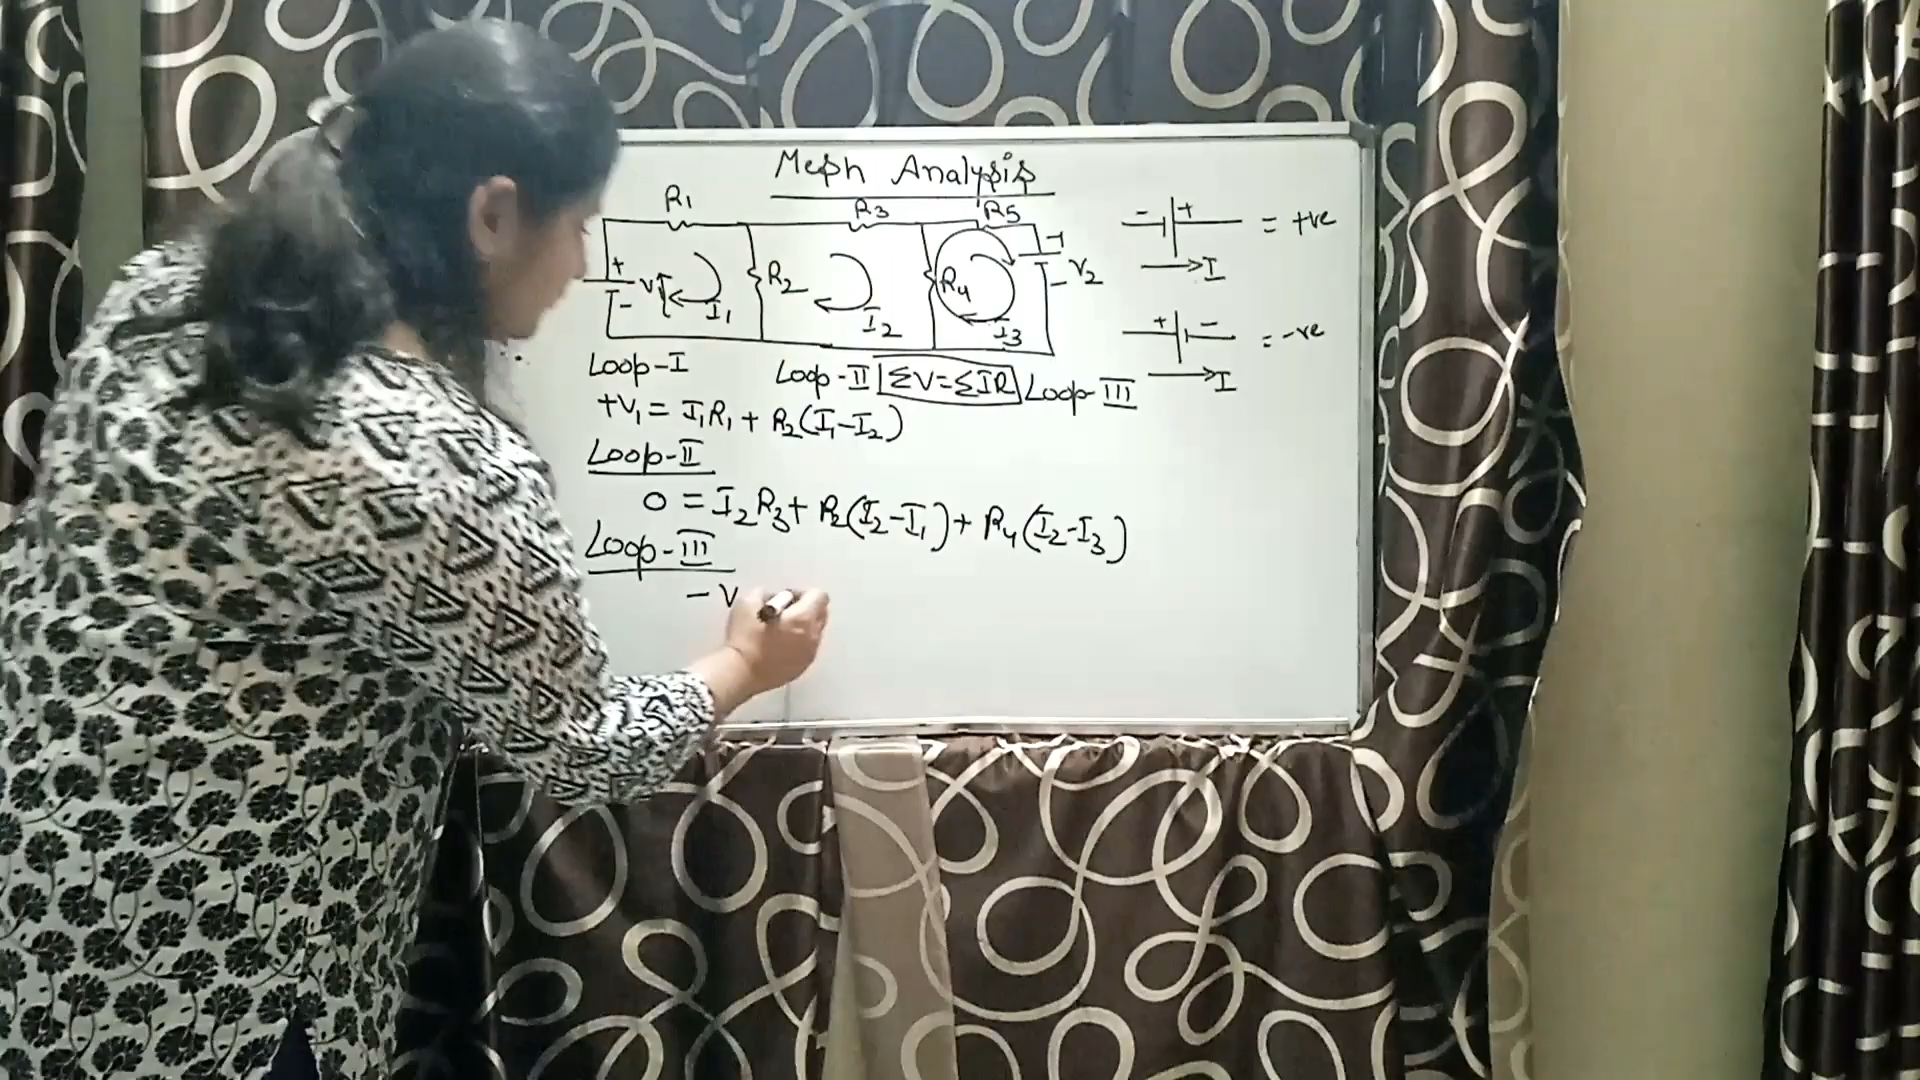 Mesh Analysis
R1 R3 R5
+ V1 - I1 R2 I2 R4 I3 + V2 -
- + = +ve
I
+ - = -ve
I
Loop-I Loop-II ΣV=ΣIR Loop-III
+V1 = I1R1 + R2(I1-I2)
Loop-II
0 = I2R3 + R2(I2-I1) + R4(I2-I3)
Loop-III
- V